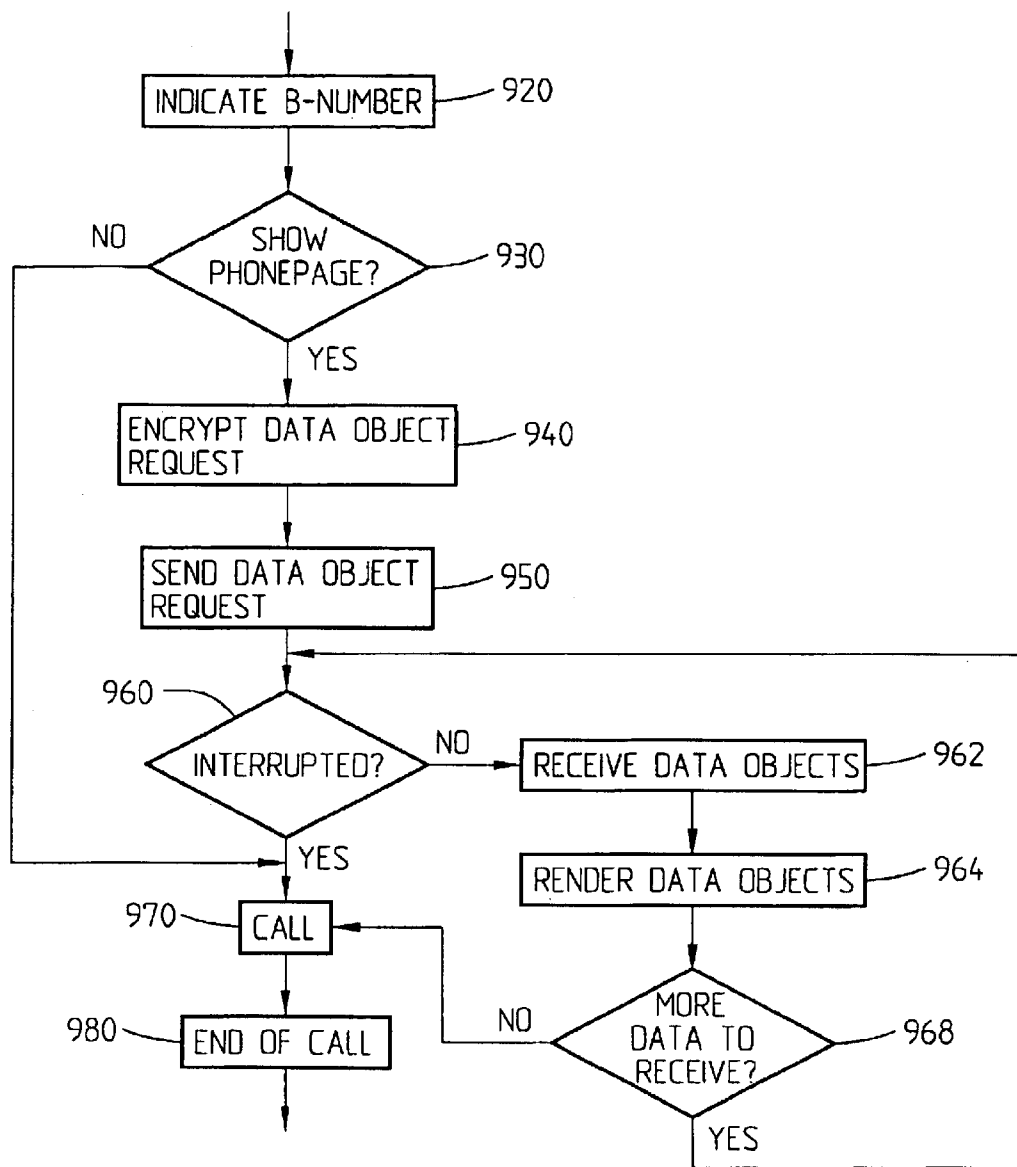 INDICATE B-NUMBER
920
NO
SHOW
PHONEPAGE?
930
YES
ENCRYPT DATA OBJECT
REQUEST
940
SEND DATA OBJECT
REQUEST
950
960
INTERRUPTED?
NO
RECEIVE DATA OBJECTS
962
YES
RENDER DATA OBJECTS
964
970
CALL
980
END OF CALL
NO
MORE
DATA TO
RECEIVE?
968
YES